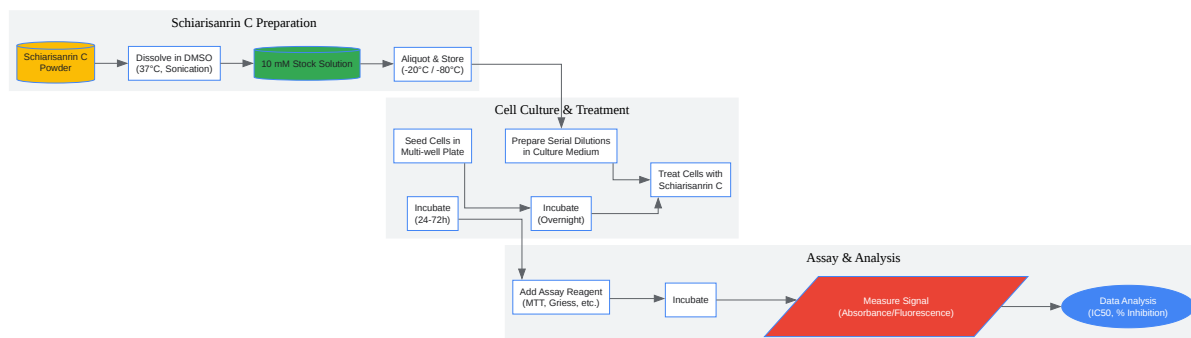 Schiarisanrin C Preparation
Schiarisanrin C
Powder
Dissolve in DMSO
(37°C, Sonication)
10 mM Stock Solution
Aliquot & Store
(-20°C / -80°C)
Cell Culture & Treatment
Seed Cells in
Multi-well Plate
Prepare Serial Dilutions
in Culture Medium
Treat Cells with
Schiarisanrin C
Incubate
(24-72h)
Incubate
(Overnight)
Assay & Analysis
Add Assay Reagent
(MTT, Griess, etc.)
Incubate
Measure Signal
(Absorbance/Fluorescence)
Data Analysis
(IC50, % Inhibition)